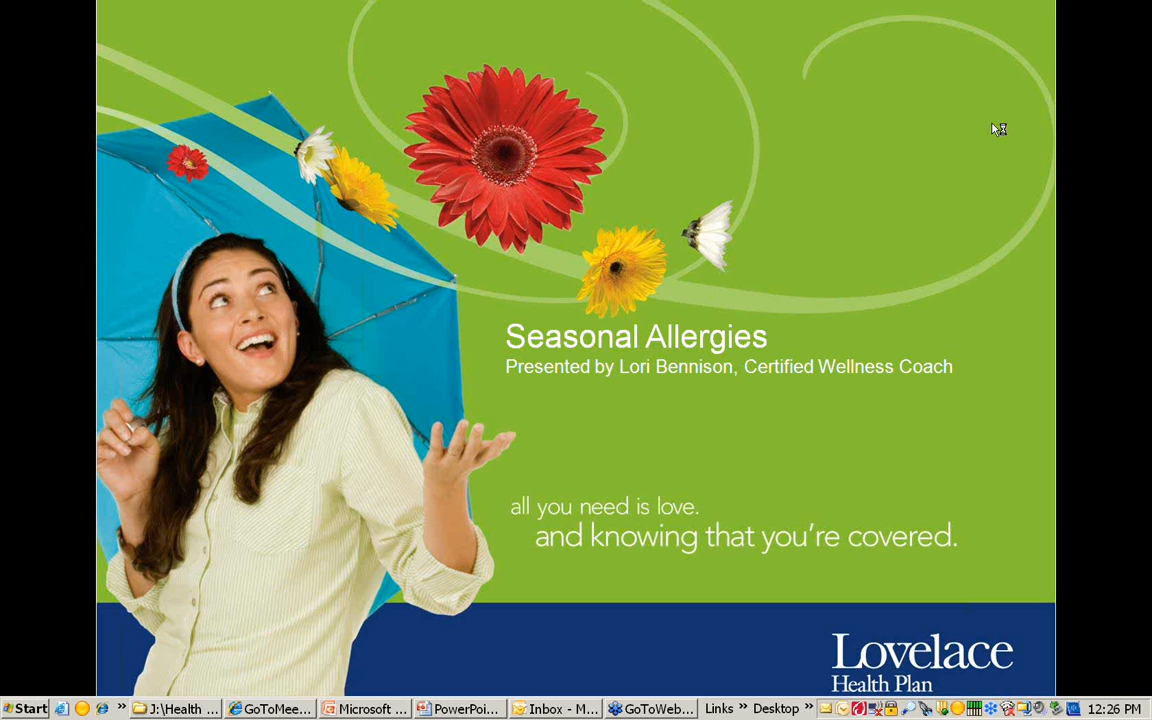 Seasonal Allergies
Presented by Lori Bennison, Certified Wellness Coach
all you need is love.
and knowing that you're covered.
Lovelace
Health Plan
Start » J:\Health ... GoToMee... Microsoft ... PowerPoi... Inbox - M... GoToWeb... Links » Desktop » 12:26 PM